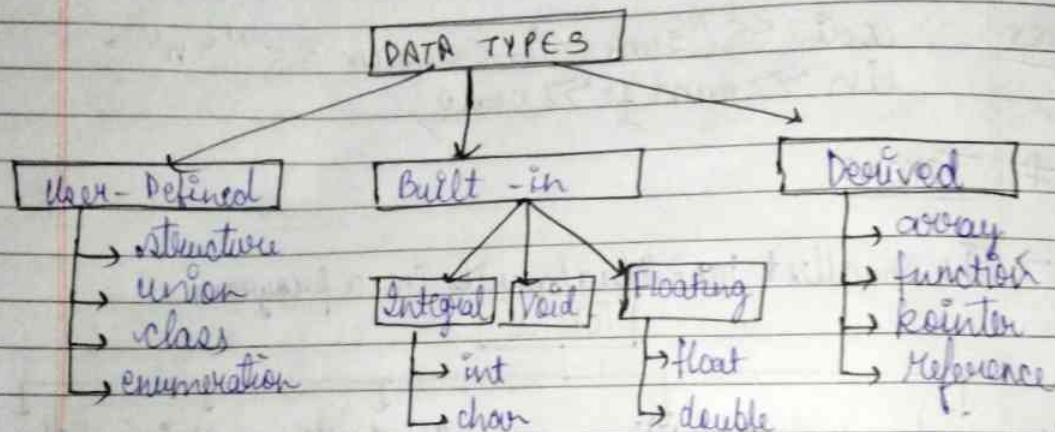 DATA TYPES
User-Defined
structure
union
class
enumeration
Built-in
Integral
int
char
Void
Floating
float
double
Derived
array
function
pointer
reference